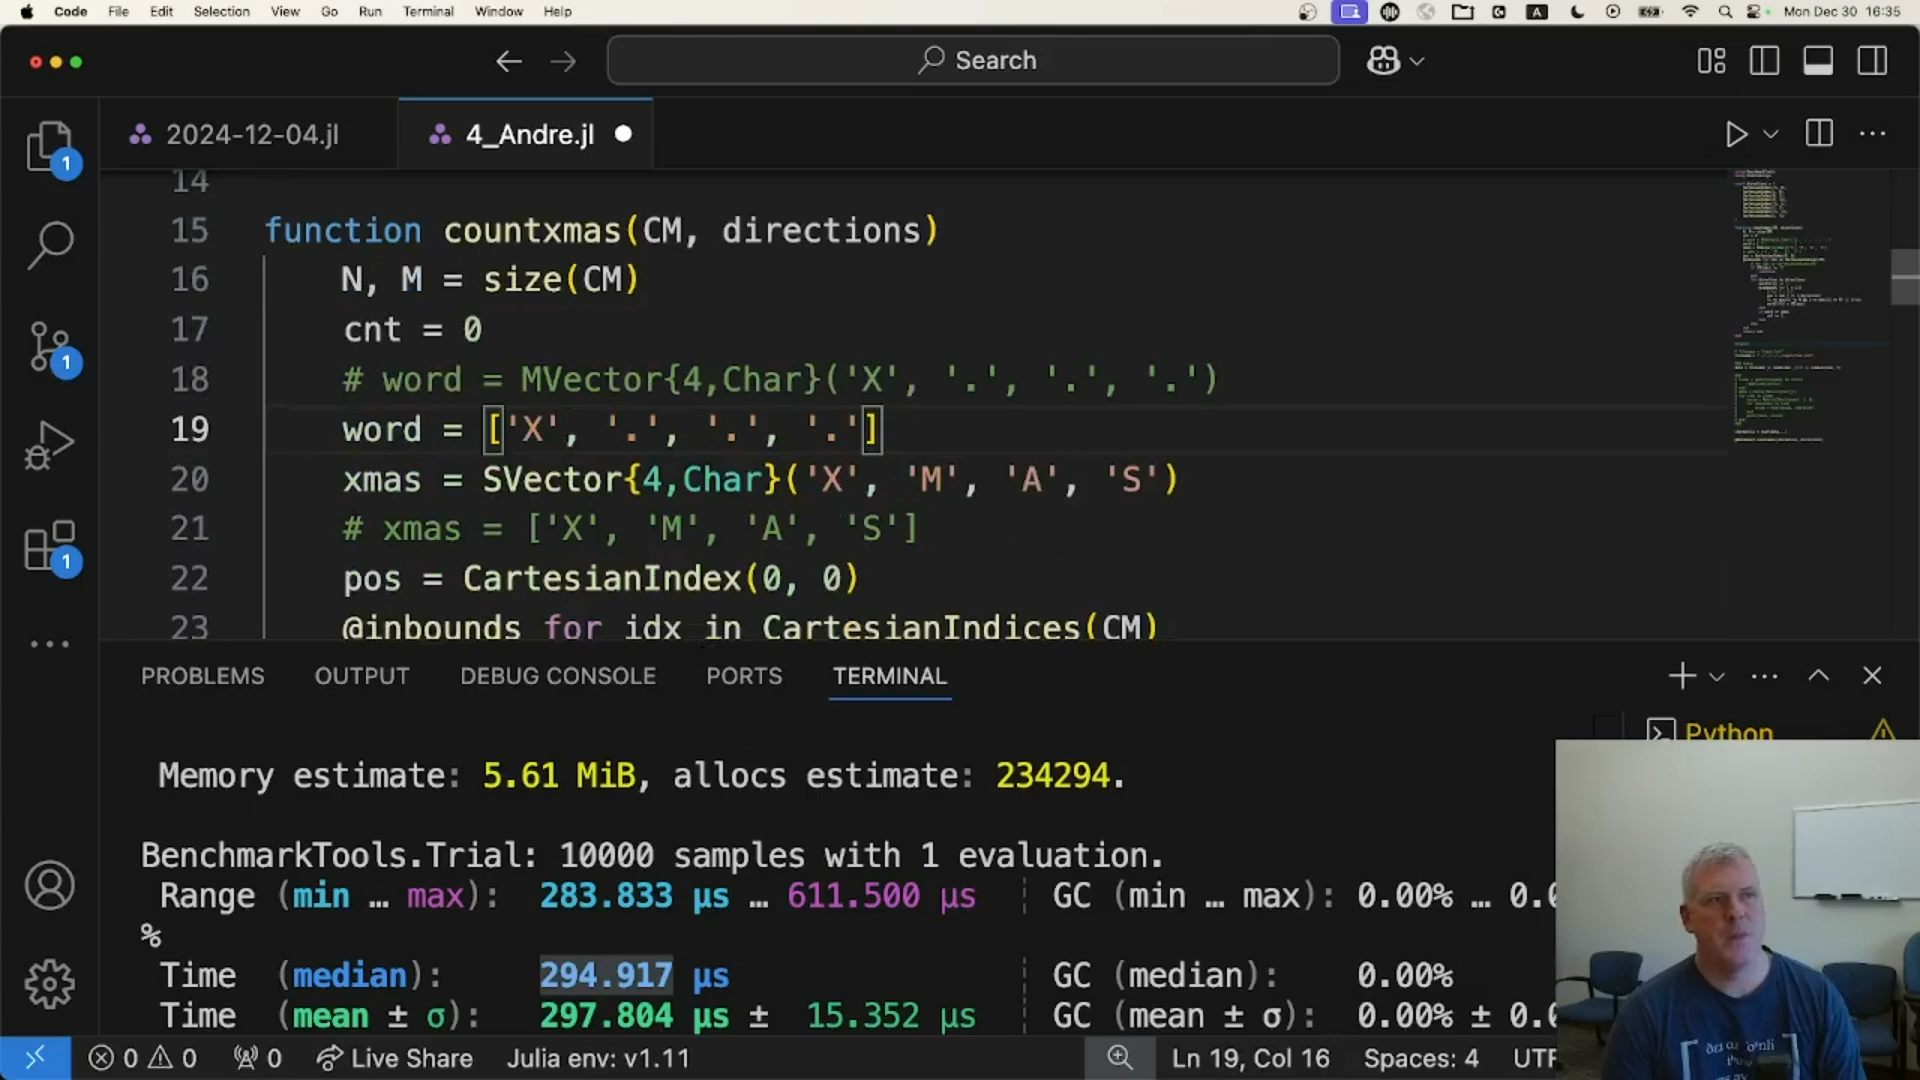 Code File Edit Selection View Go Run Terminal Window Help A Mon Dec 30 16:35
Search
2024-12-04.jl 4_Andre.jl
14
15 function countxmas(CM, directions)
16 N, M = size(CM)
17 cnt = 0
18 # word = MVector{4,Char}('X', '.', '.', '.')
19 word = ['X', '.', '.', '.']
20 xmas = SVector{4,Char}('X', 'M', 'A', 'S')
21 # xmas = ['X', 'M', 'A', 'S']
22 pos = CartesianIndex(0, 0)
23 @inbounds for idx in CartesianIndices(CM)
1
1
1
PROBLEMS OUTPUT DEBUG CONSOLE PORTS TERMINAL
Python
Memory estimate: 5.61 MiB, allocs estimate: 234294.
BenchmarkTools.Trial: 10000 samples with 1 evaluation.
Range (min … max): 283.833 μs … 611.500 μs ┊ GC (min … max): 0.00% … 0.0
%
Time (median): 294.917 μs ┊ GC (median): 0.00%
Time (mean ± σ): 297.804 μs ± 15.352 μs ┊ GC (mean ± σ): 0.00% ± 0.0
0 0 0 Live Share Julia env: v1.11 Ln 19, Col 16 Spaces: 4 UTF